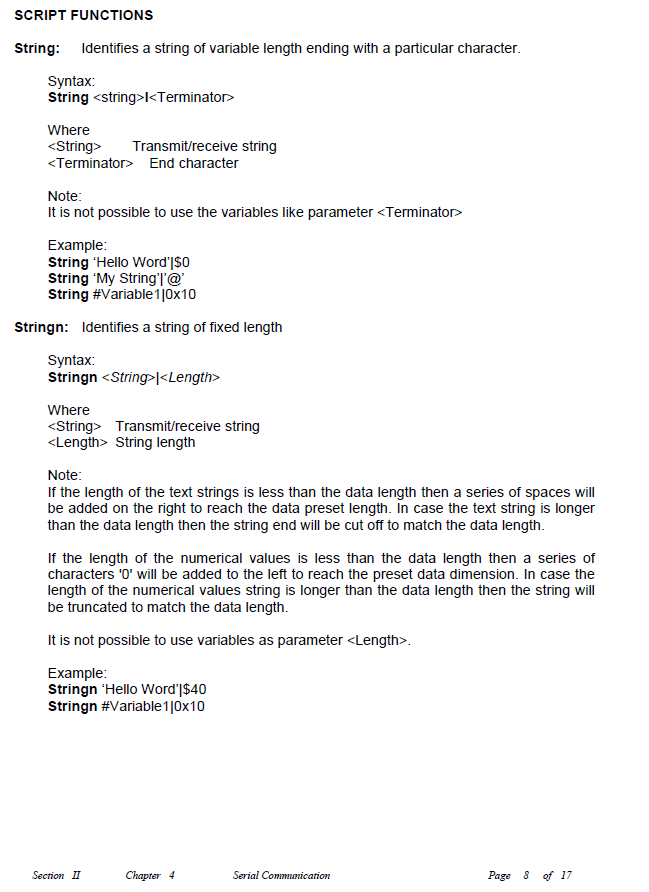 SCRIPT FUNCTIONS
String: Identifies a string of variable length ending with a particular character.
Syntax:
String <string>|<Terminator>
Where
<String> Transmit/receive string
<Terminator> End character
Note:
It is not possible to use the variables like parameter <Terminator>
Example:
String ‘Hello Word’|$0
String ‘My String’|’@’
String #Variable1|0x10
Stringn: Identifies a string of fixed length
Syntax:
Stringn <String>|<Length>
Where
<String> Transmit/receive string
<Length> String length
Note:
If the length of the text strings is less than the data length then a series of spaces will
be added on the right to reach the data preset length. In case the text string is longer
than the data length then the string end will be cut off to match the data length.
If the length of the numerical values is less than the data length then a series of
characters '0' will be added to the left to reach the preset data dimension. In case the
length of the numerical values string is longer than the data length then the string will
be truncated to match the data length.
It is not possible to use variables as parameter <Length>.
Example:
Stringn ‘Hello Word’|$40
Stringn #Variable1|0x10
Section II Chapter 4 Serial Communication Page 8 of 17